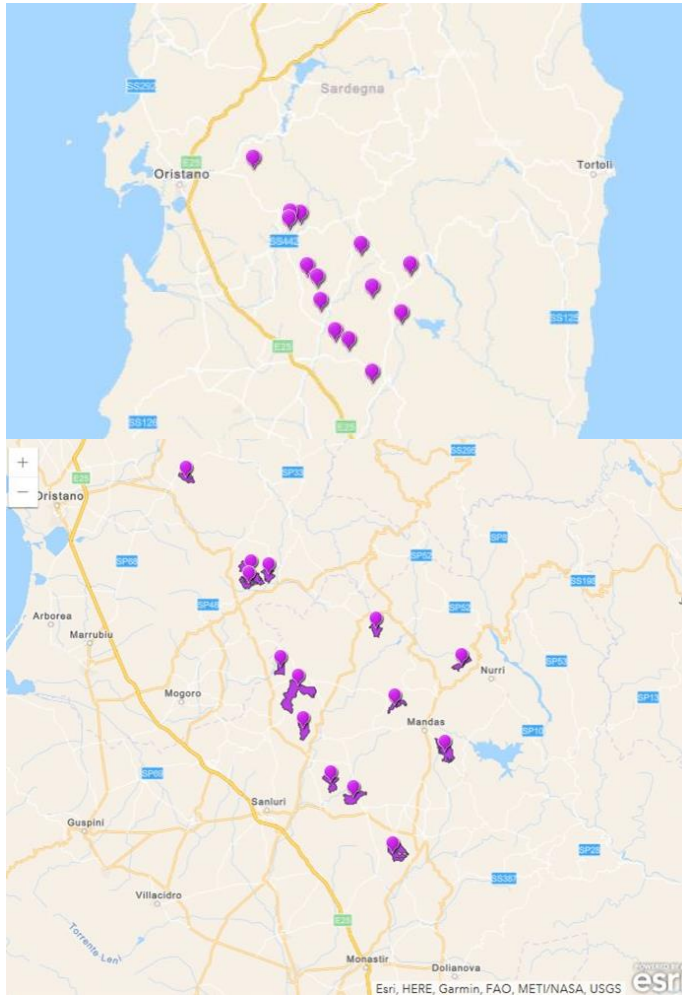 SS292
Sardegna
E25
Oristano
Tortolì
SS442
SS125
E25
SS126
E25
+
−
SP33
SS295
E25
Oristano
SP8
SP68
SP52
SS198
SP48
Arborea
SP52
Marrubiu
SP53
Nurri
SP13
Mogoro
Mandas
SP10
SP69
Sanluri
Guspini
SP28
SS387
Villacidro
E25
Torrente Leni
Monastir
Dolianova
POWERED BY
esri
Esri, HERE, Garmin, FAO, METI/NASA, USGS